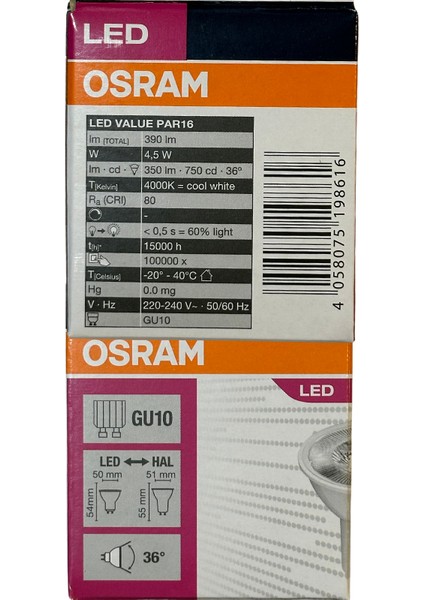 LED
OSRAM
LED VALUE PAR16
lm [TOTAL] 390 lm
W 4,5 W
lm · cd · 350 lm · 750 cd · 36°
T[Kelvin] 4000K = cool white
Ra (CRI) 80
-
< 0,5 s = 60% light
t[h]* 15000 h
100000 x
T[Celsius] -20° - 40°C
Hg 0.0 mg
V · Hz 220-240 V~ · 50/60 Hz
GU10
4 058075 198616
OSRAM
LED
GU10
LED HAL
50 mm 51 mm
54mm 55 mm
36°